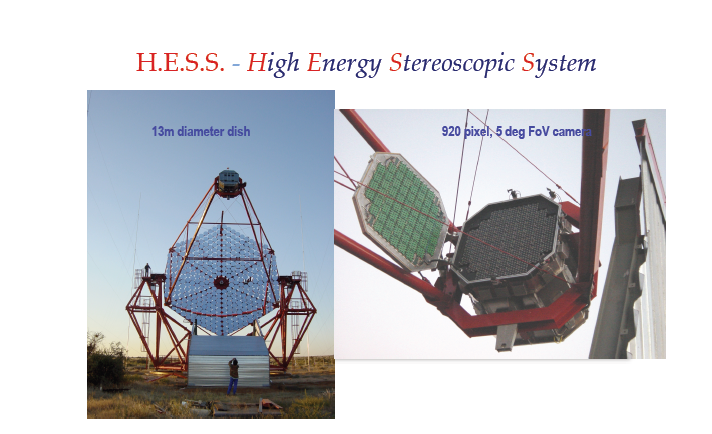 H.E.S.S. - High Energy Stereoscopic System
13m diameter dish
920 pixel, 5 deg FoV camera